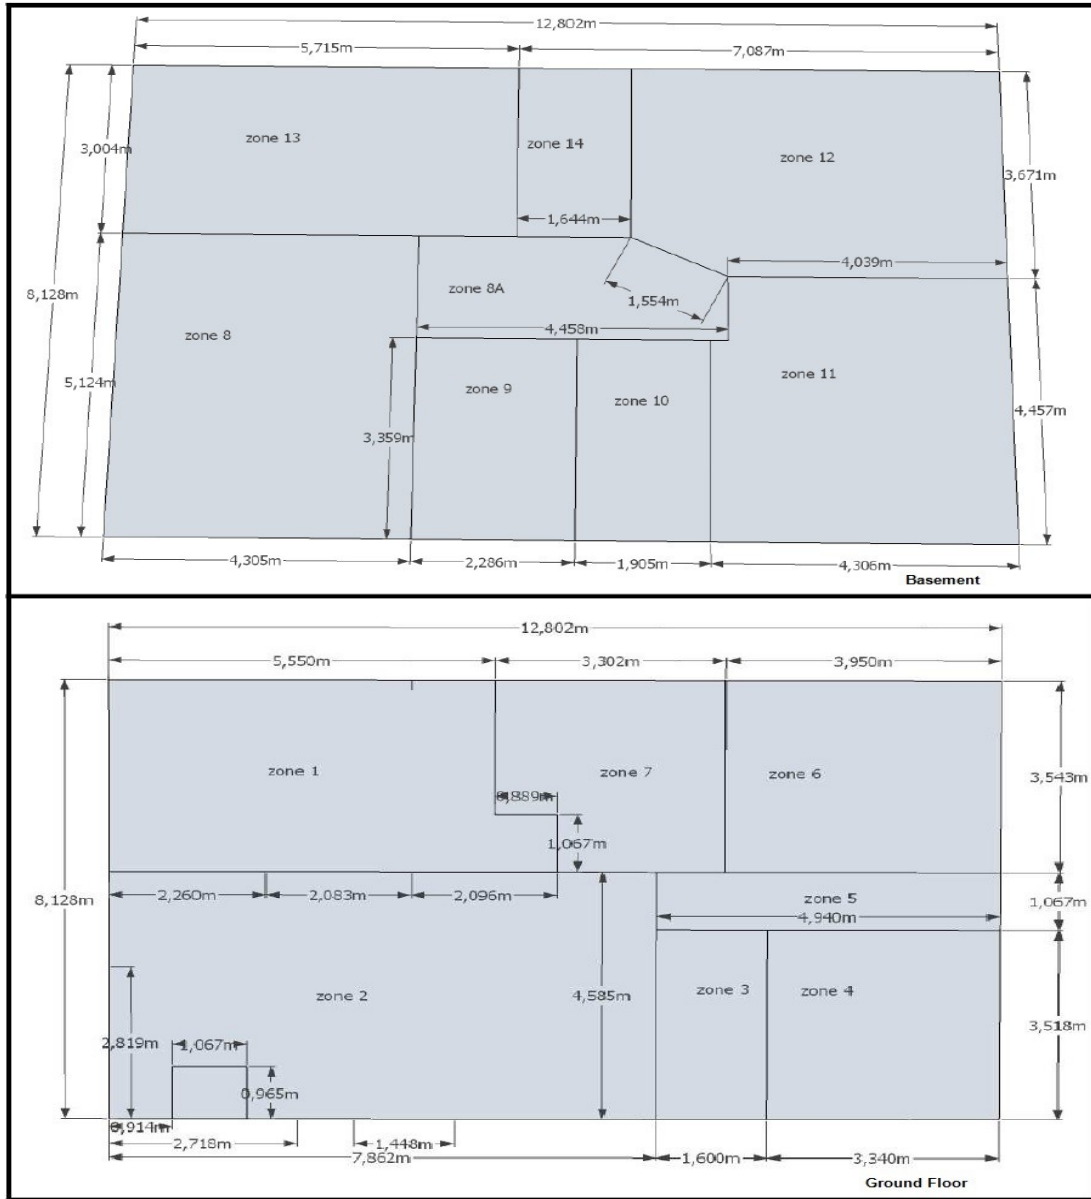 12,802m
5,715m
7,087m
zone 13
zone 14
zone 12
3,004m
3,671m
1,644m
4,039m
8,128m
zone 8A
1,554m
4,458m
zone 8
5,124m
zone 11
zone 9
zone 10
3,359m
4,457m
4,305m
2,286m
1,905m
4,306m
Basement
12,802m
5,550m
3,302m
3,950m
zone 1
zone 7
zone 6
3,543m
0,889m
1,067m
8,128m
2,260m
2,083m
2,096m
zone 5
4,940m
1,067m
zone 2
4,585m
zone 3
zone 4
3,518m
2,819m
1,067m
0,965m
0,914m
2,718m
1,448m
7,862m
1,600m
3,340m
Ground Floor